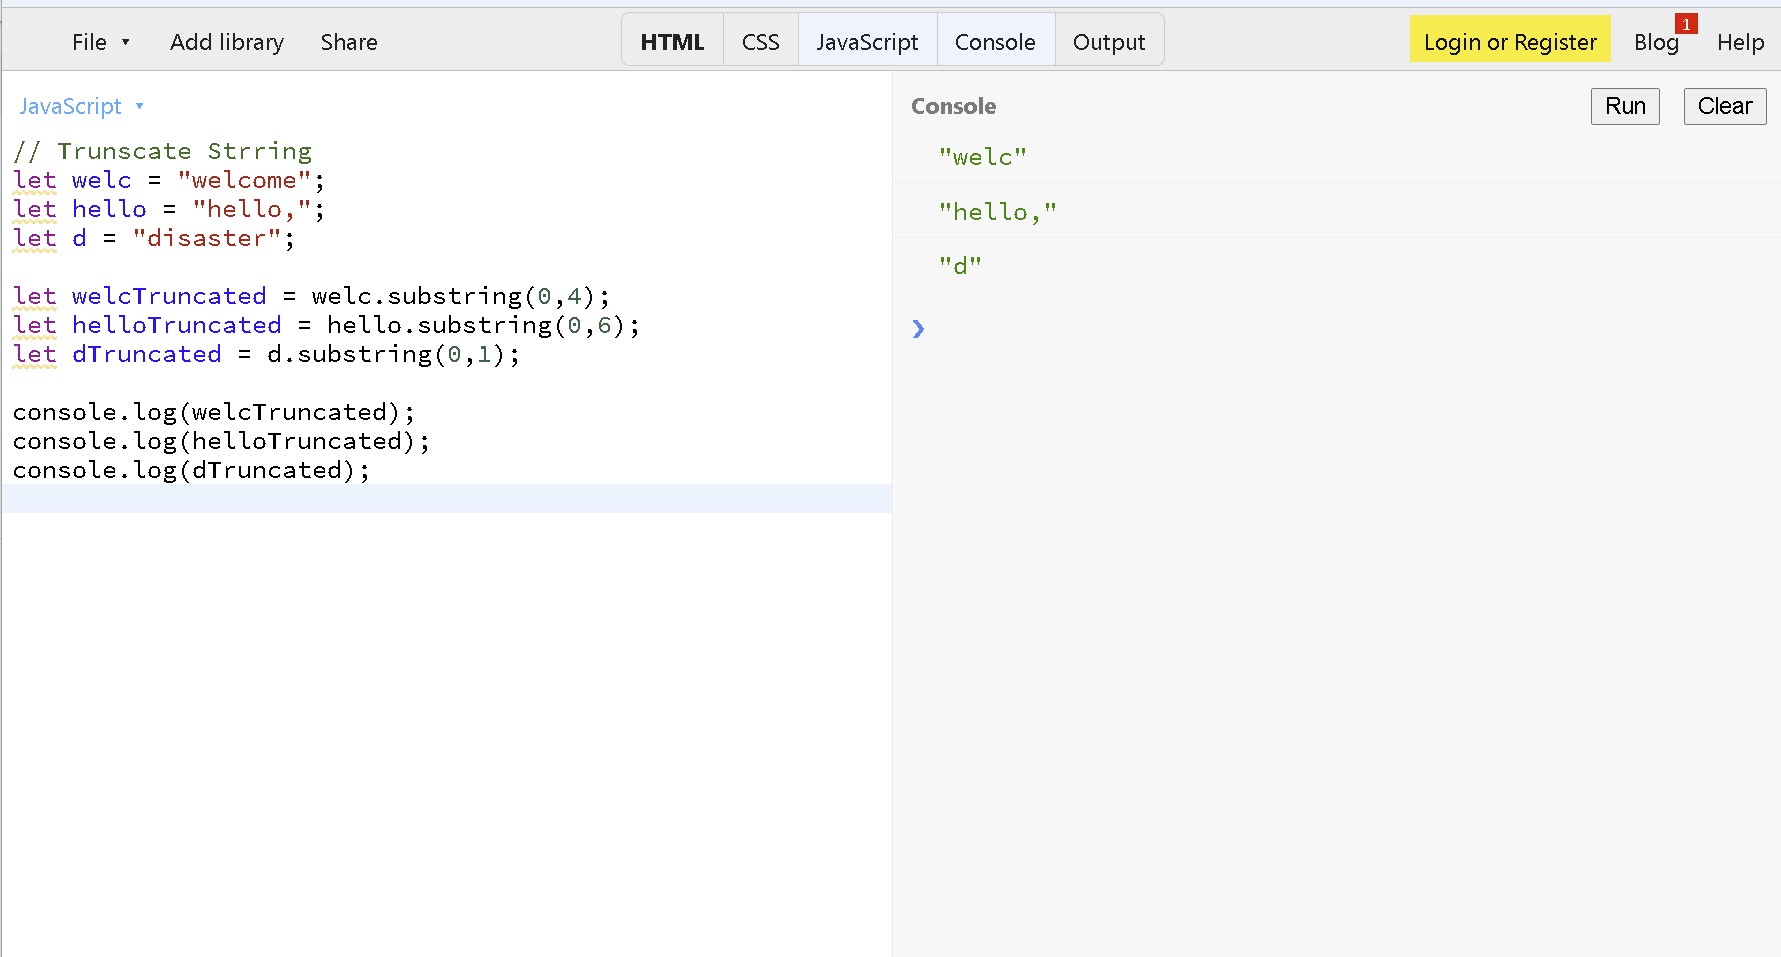 File ▾ Add library Share HTML CSS JavaScript Console Output Login or Register Blog 1 Help
JavaScript ▾
// Trunscate Strring
let welc = "welcome";
let hello = "hello,";
let d = "disaster";
let welcTruncated = welc.substring(0,4);
let helloTruncated = hello.substring(0,6);
let dTruncated = d.substring(0,1);
console.log(welcTruncated);
console.log(helloTruncated);
console.log(dTruncated);
Console Run Clear
"welc"
"hello,"
"d"
❯